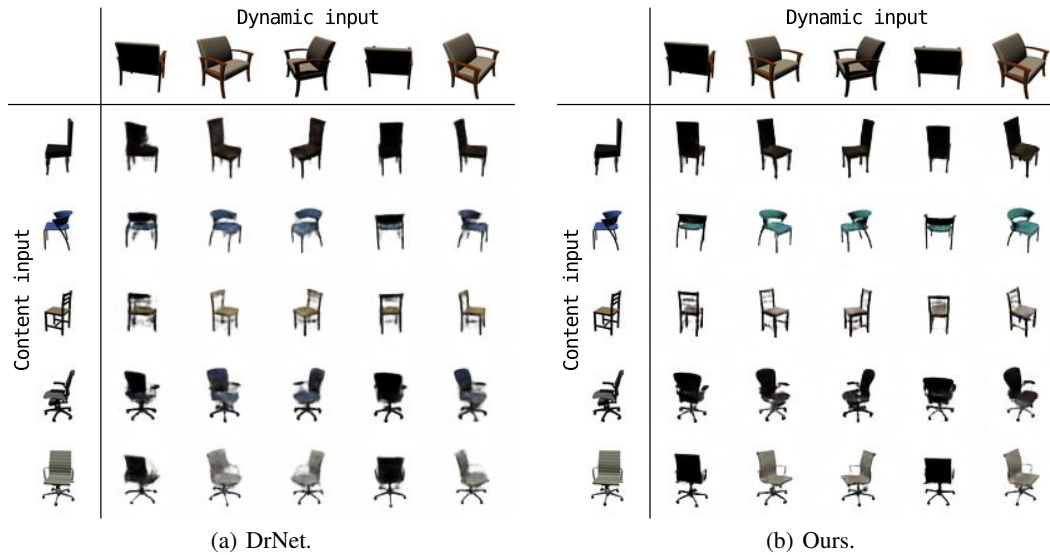 Dynamic input
Content input
(a) DrNet.
Dynamic input
Content input
(b) Ours.